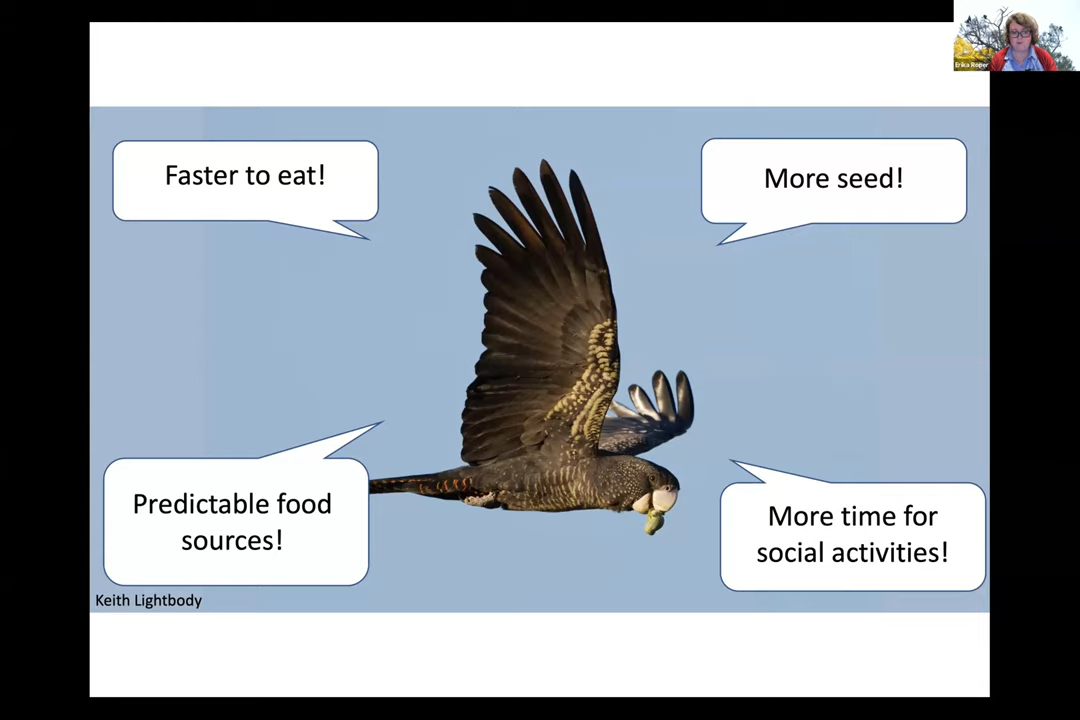 Erika Roper
Faster to eat!
More seed!
Predictable food
sources!
More time for
social activities!
Keith Lightbody